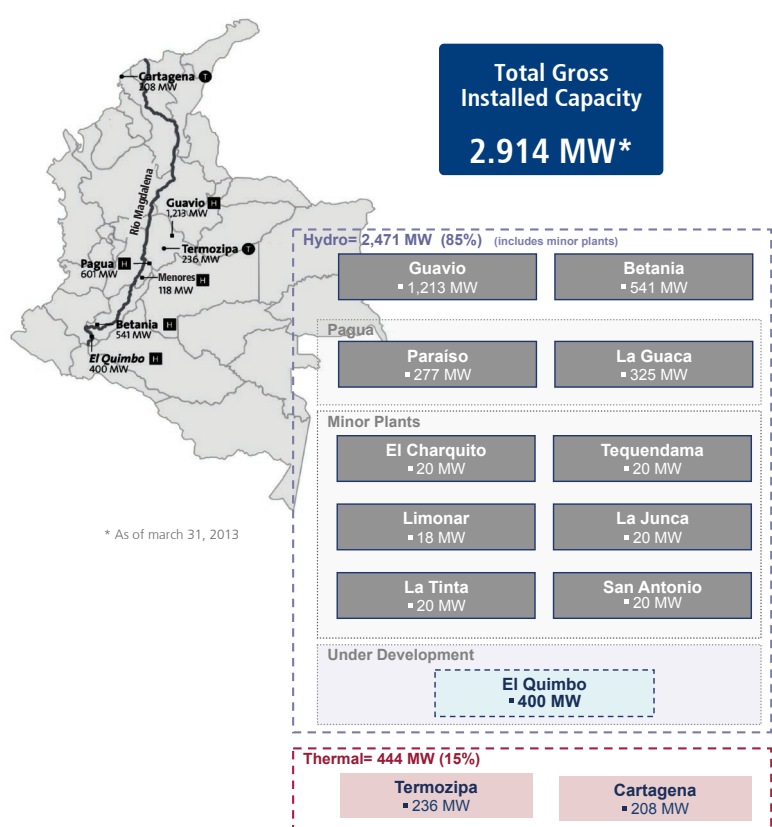 Total Gross
Installed Capacity
2.914 MW*
Cartagena T
208 MW
Rio Magdalena
Guavio H
1,213 MW
Termozipa T
236 MW
Pagua H
601 MW
Menores H
118 MW
Betania H
541 MW
El Quimbo H
400 MW
* As of march 31, 2013
Hydro= 2,471 MW (85%) (includes minor plants)
Guavio
▪ 1,213 MW
Betania
▪ 541 MW
Pagua
Paraíso
▪ 277 MW
La Guaca
▪ 325 MW
Minor Plants
El Charquito
▪ 20 MW
Tequendama
▪ 20 MW
Limonar
▪ 18 MW
La Junca
▪ 20 MW
La Tinta
▪ 20 MW
San Antonio
▪ 20 MW
Under Development
El Quimbo
▪ 400 MW
Thermal= 444 MW (15%)
Termozipa
▪ 236 MW
Cartagena
▪ 208 MW